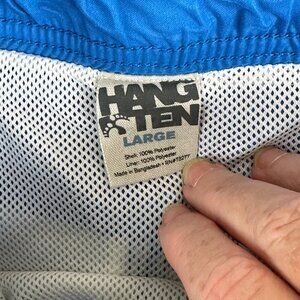 HANG
TEN
LARGE
Shell: 100% Polyester
Liner: 100% Polyester
Made in Bangladesh •